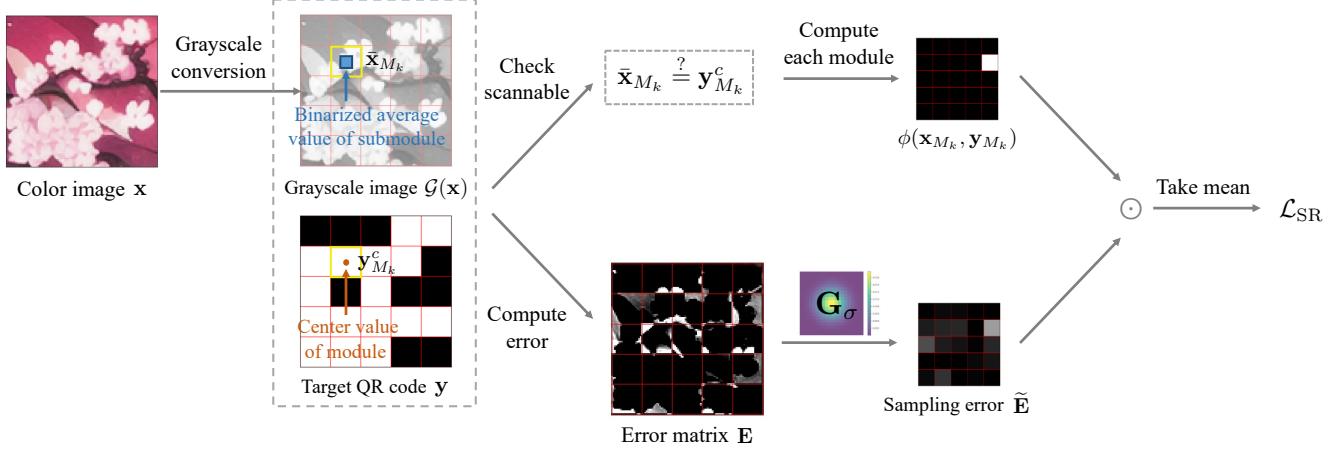 Grayscale
conversion
Color image x
x̄_{M_k}
Binarized average
value of submodule
Grayscale image 𝒢(x)
y^c_{M_k}
Center value
of module
Target QR code y
Check
scannable
x̄_{M_k} ≟ y^c_{M_k}
Compute
each module
ϕ(x_{M_k}, y_{M_k})
Compute
error
Error matrix E
G_σ
Sampling error Ẽ
⊙
Take mean
ℒ_SR